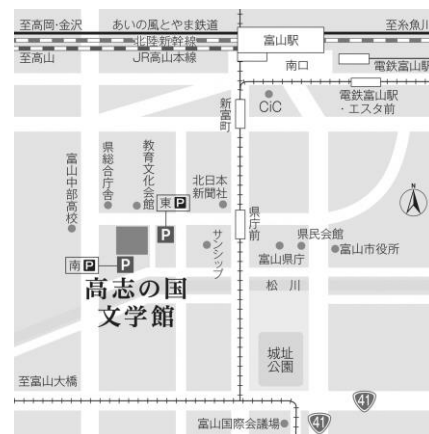 至高岡・金沢
あいの風とやま鉄道
至糸魚川
北陸新幹線
富山駅
至高山
JR高山本線
南口
電鉄富山駅
CiC
電鉄富山駅
・エスタ前
新富町
富山中部高校
県総合庁舎
教育文化会館
北日本
新聞社
東P
P
県庁前
サンシップ
県民会館
富山市役所
富山県庁
N
南P
P
松川
高志の国
文学館
城址
公園
至富山大橋
41
富山国際会議場
41